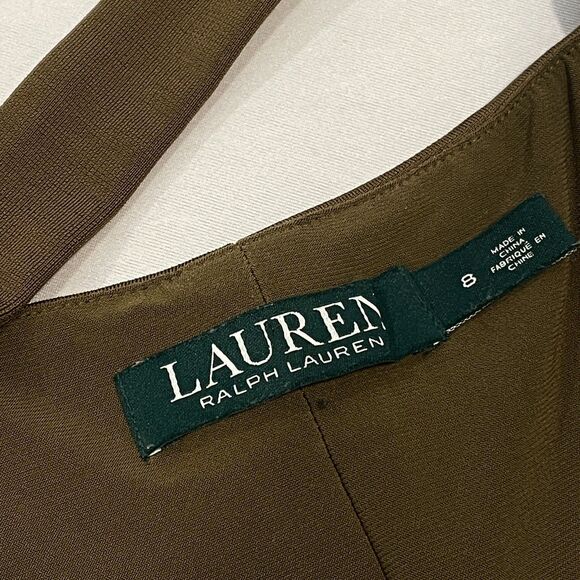 LAUREN
RALPH LAUREN
8
MADE IN
CHINA
FABRIQUÉ EN
CHINE